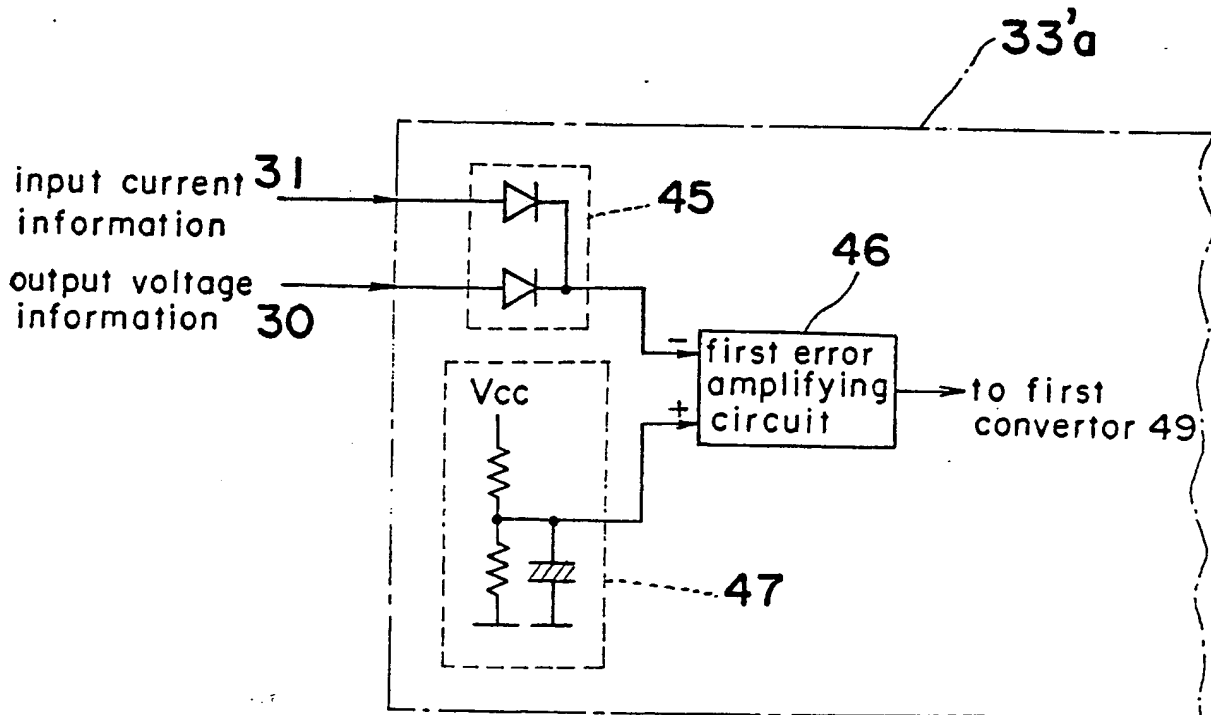 33'a
input current 31
information
output voltage
information 30
45
46
- first error
amplifying
+ circuit
to first
convertor 49
Vcc
47